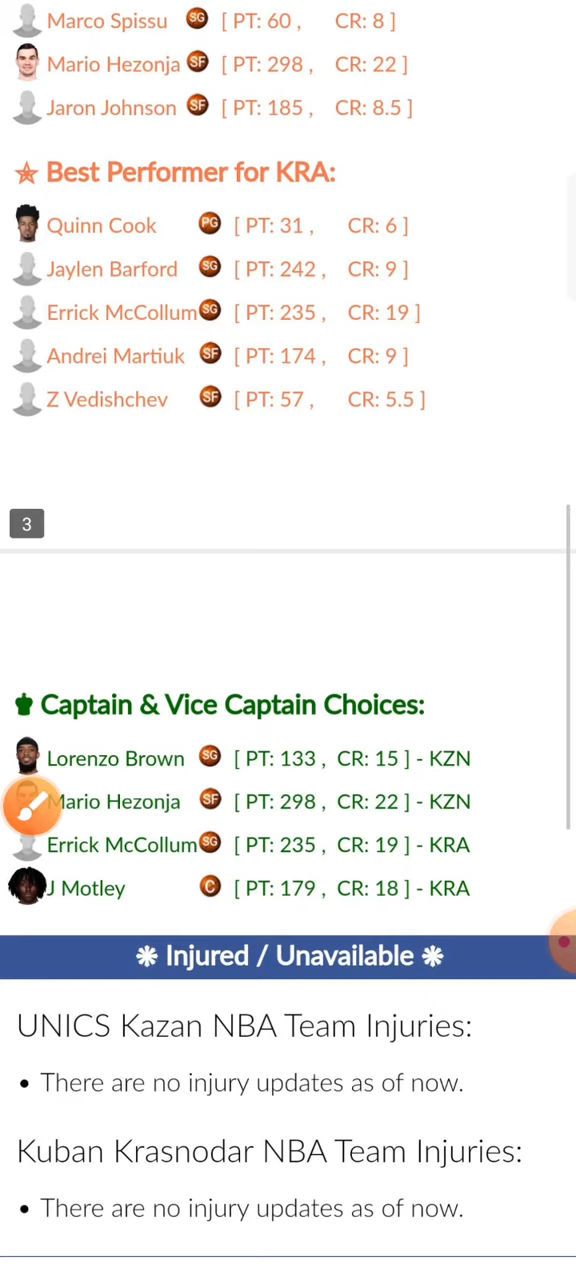 Marco Spissu SG [ PT: 60 , CR: 8 ]
Mario Hezonja SF [ PT: 298 , CR: 22 ]
Jaron Johnson SF [ PT: 185 , CR: 8.5 ]
Best Performer for KRA:
Quinn Cook PG [ PT: 31 , CR: 6 ]
Jaylen Barford SG [ PT: 242 , CR: 9 ]
Errick McCollum SG [ PT: 235 , CR: 19 ]
Andrei Martiuk SF [ PT: 174 , CR: 9 ]
Z Vedishchev SF [ PT: 57 , CR: 5.5 ]
3
Captain & Vice Captain Choices:
Lorenzo Brown SG [ PT: 133 , CR: 15 ] - KZN
Mario Hezonja SF [ PT: 298 , CR: 22 ] - KZN
Errick McCollum SG [ PT: 235 , CR: 19 ] - KRA
J Motley C [ PT: 179 , CR: 18 ] - KRA
Injured / Unavailable
UNICS Kazan NBA Team Injuries:
• There are no injury updates as of now.
Kuban Krasnodar NBA Team Injuries:
• There are no injury updates as of now.